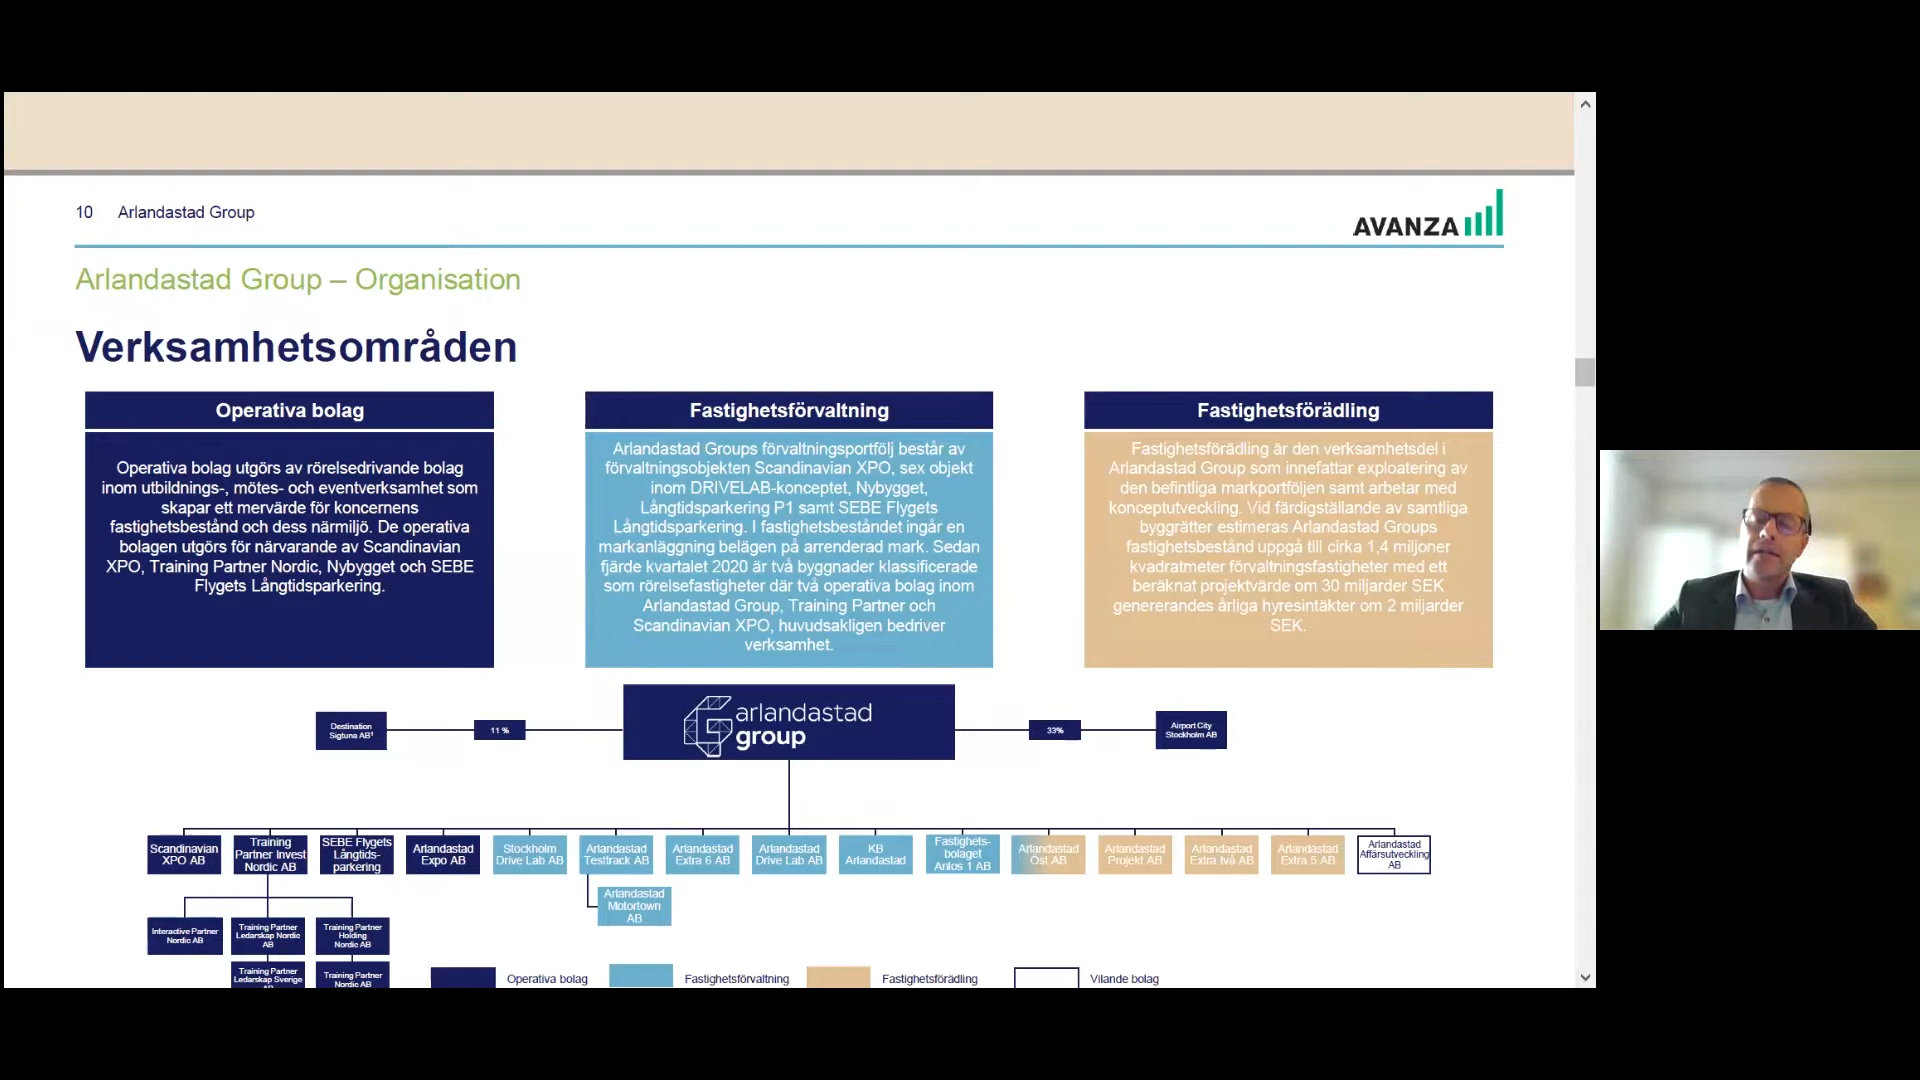 10 Arlandastad Group
AVANZA
Arlandastad Group – Organisation
Verksamhetsområden
Operativa bolag
Operativa bolag utgörs av rörelsedrivande bolag
inom utbildnings-, mötes- och eventverksamhet som
skapar ett mervärde för koncernens
fastighetsbestånd och dess närmiljö. De operativa
bolagen utgörs för närvarande av Scandinavian
XPO, Training Partner Nordic, Nybygget och SEBE
Flygets Långtidsparkering.
Fastighetsförvaltning
Arlandastad Groups förvaltningsportfölj består av
förvaltningsobjekten Scandinavian XPO, sex objekt
inom DRIVELAB-konceptet, Nybygget,
Långtidsparkering P1 samt SEBE Flygets
Långtidsparkering. I fastighetsbeståndet ingår en
markanläggning belägen på arrenderad mark. Sedan
fjärde kvartalet 2020 är två byggnader klassificerade
som rörelsefastigheter där två operativa bolag inom
Arlandastad Group, Training Partner och
Scandinavian XPO, huvudsakligen bedriver
verksamhet.
Fastighetsförädling
Fastighetsförädling är den verksamhetsdel i
Arlandastad Group som innefattar exploatering av
den befintliga markportföljen samt arbetar med
konceptutveckling. Vid färdigställande av samtliga
byggrätter estimeras Arlandastad Groups
fastighetsbestånd uppgå till cirka 1,4 miljoner
kvadratmeter förvaltningsfastigheter med ett
beräknat projektvärde om 30 miljarder SEK
genererandes årliga hyresintäkter om 2 miljarder
SEK.
Destination
Sigtuna AB¹
11 %
arlandastad
group
33%
Airport City
Stockholm AB
Scandinavian
XPO AB
Training
Partner Invest
Nordic AB
SEBE Flygets
Långtids-
parkering
Arlandastad
Expo AB
Stockholm
Drive Lab AB
Arlandastad
Testtrack AB
Arlandastad
Extra 6 AB
Arlandastad
Drive Lab AB
KB
Arlandastad
Fastighets-
bolaget
Anlos 1 AB
Arlandastad
Öst AB
Arlandastad
Projekt AB
Arlandastad
Extra två AB
Arlandastad
Extra 5 AB
Arlandastad
Affärsutveckling
AB
Arlandastad
Motortown
AB
Interactive Partner
Nordic AB
Training Partner
Ledarskap Nordic
AB
Training Partner
Holding
Nordic AB
Training Partner
Ledarskap Sverige
AB
Training Partner
Nordic AB
Operativa bolag
Fastighetsförvaltning
Fastighetsförädling
Vilande bolag